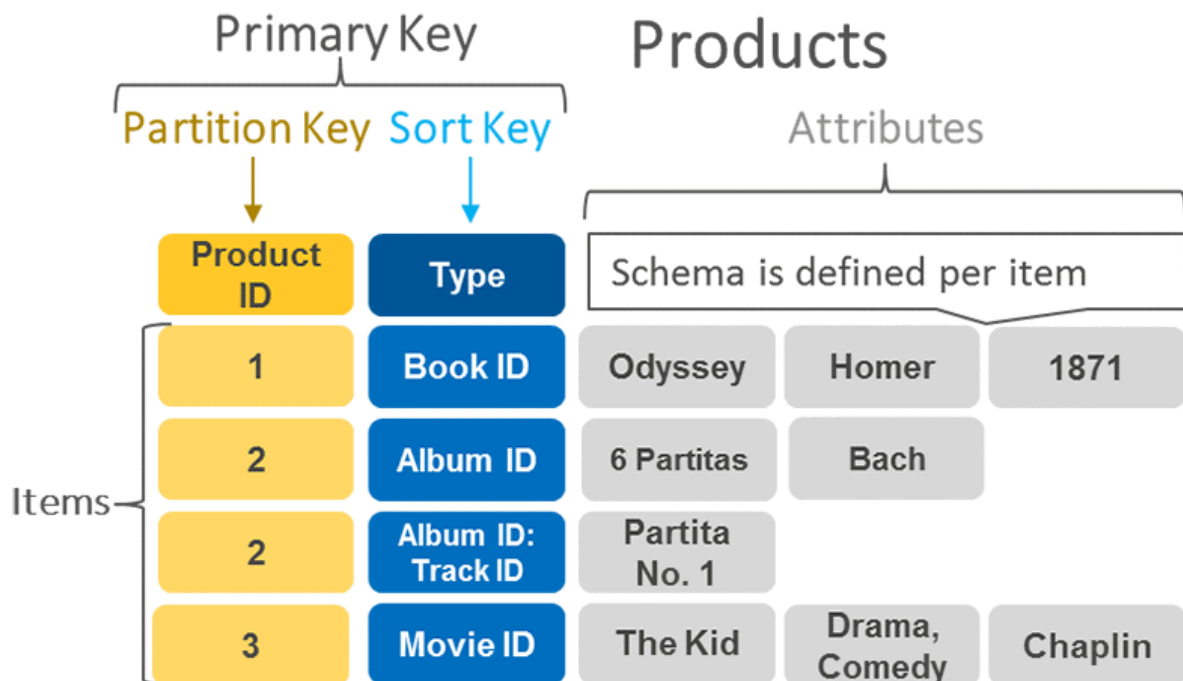 Primary Key
Products
Partition Key
Sort Key
Attributes
Product
ID
Type
Schema is defined per item
Items
1
Book ID
Odyssey
Homer
1871
2
Album ID
6 Partitas
Bach
2
Album ID:
Track ID
Partita
No. 1
3
Movie ID
The Kid
Drama,
Comedy
Chaplin